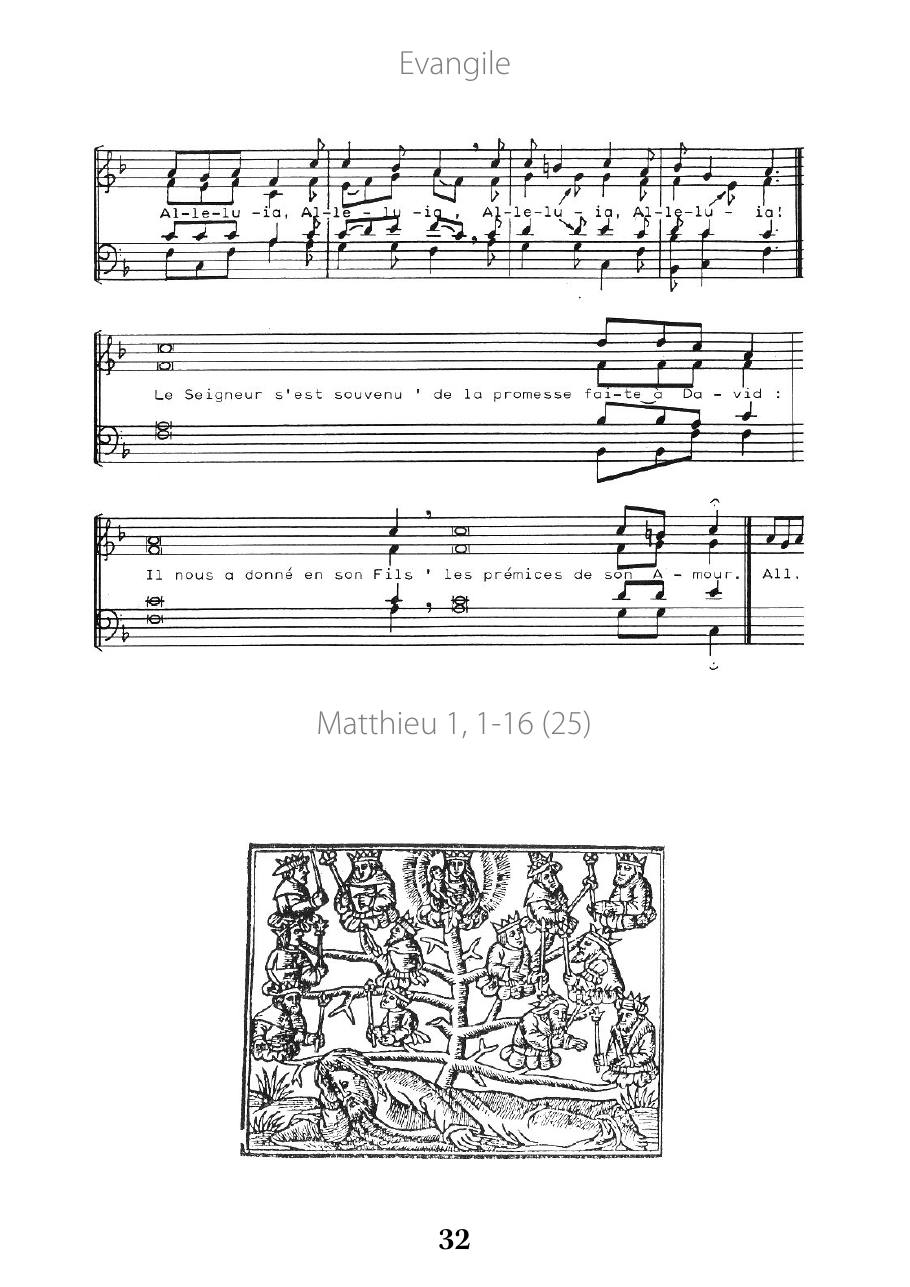 Evangile
Al-le-lu -ia, Al-le - lu -ia , Al-le-lu - ia, Al-le-lu - ia!
Le Seigneur s'est souvenu ' de la promesse fai-te à Da - vid :
Il nous a donné en son Fils ' les prémices de son A - mour. All.
Matthieu 1, 1-16 (25)
32